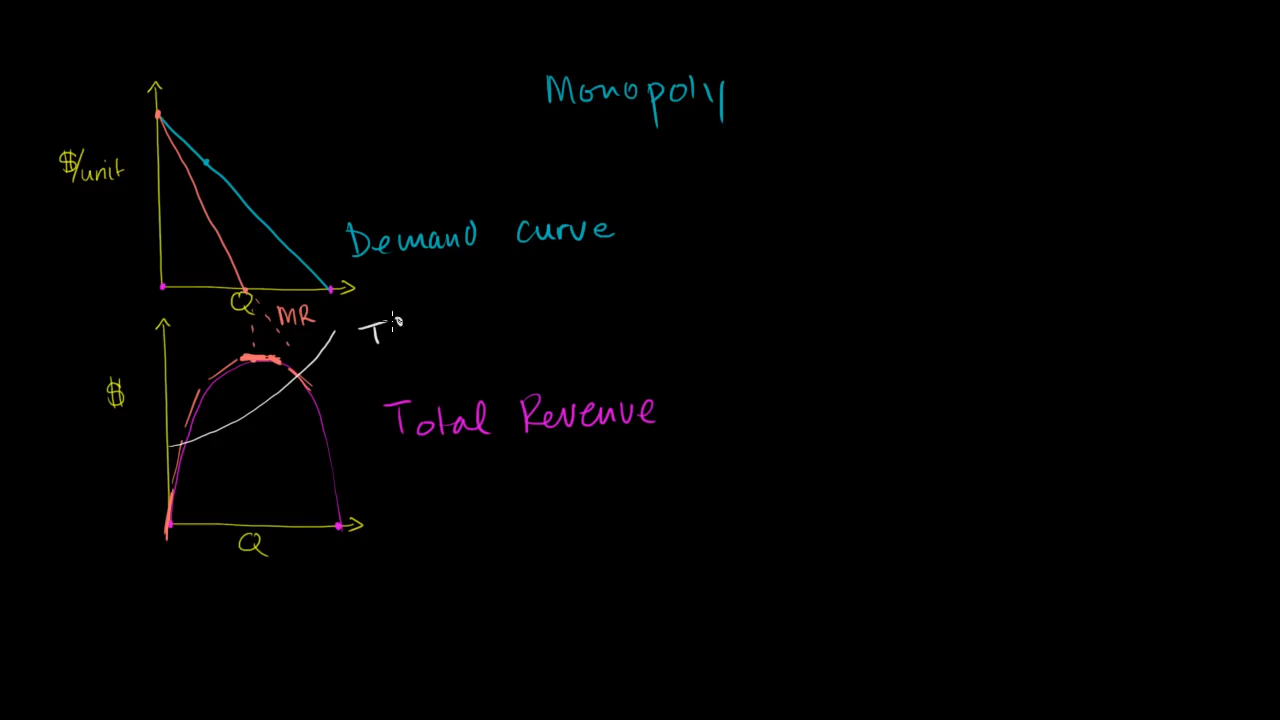 Monopoly
$/unit
Demand curve
Q
MR
T
$
Total Revenue
Q